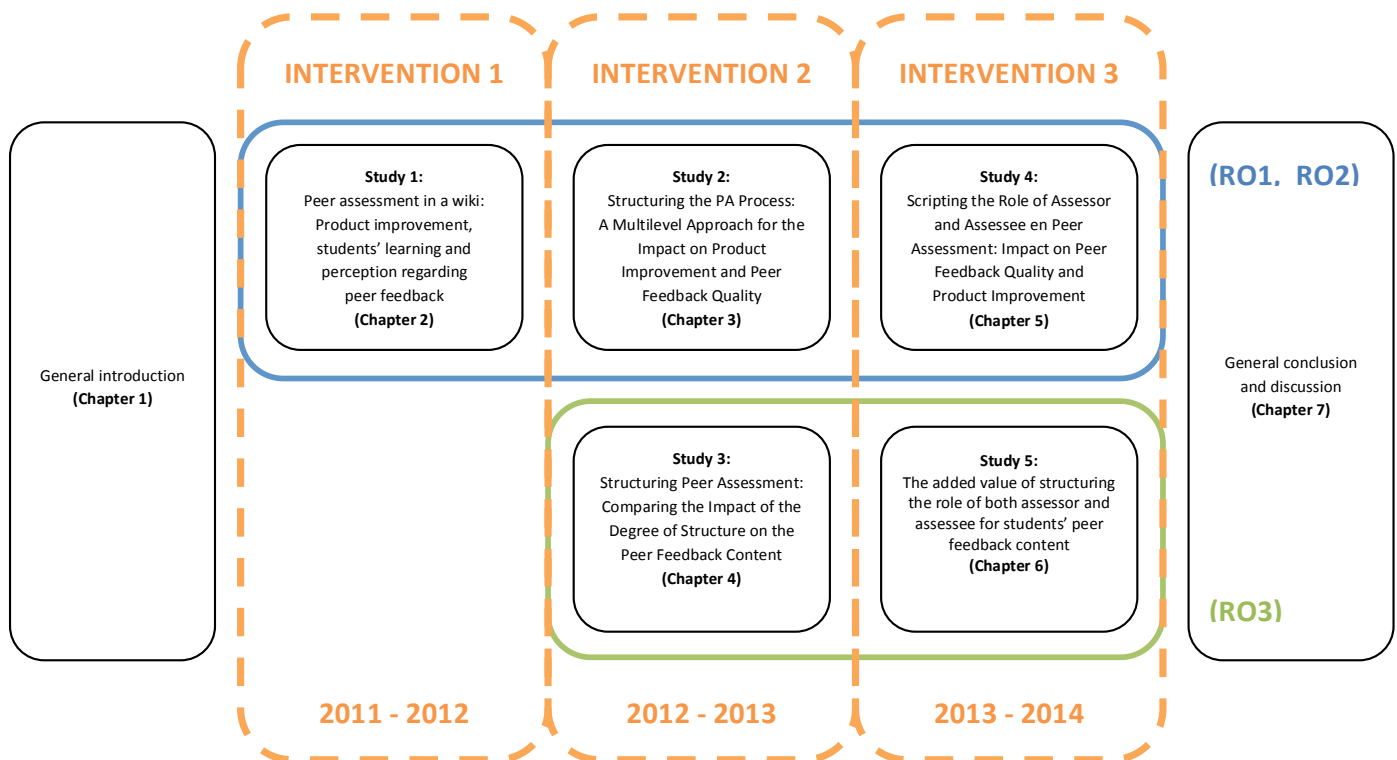 INTERVENTION 1
INTERVENTION 2
INTERVENTION 3
General introduction
(Chapter 1)
Study 1:
Peer assessment in a wiki:
Product improvement,
students' learning and
perception regarding
peer feedback
(Chapter 2)
Study 2:
Structuring the PA Process:
A Multilevel Approach for the
Impact on Product
Improvement and Peer
Feedback Quality
(Chapter 3)
Study 4:
Scripting the Role of Assessor
and Assessee en Peer
Assessment: Impact on Peer
Feedback Quality and
Product Improvement
(Chapter 5)
(RO1, RO2)
General conclusion
and discussion
(Chapter 7)
Study 3:
Structuring Peer Assessment:
Comparing the Impact of the
Degree of Structure on the
Peer Feedback Content
(Chapter 4)
Study 5:
The added value of structuring
the role of both assessor and
assessee for students' peer
feedback content
(Chapter 6)
(RO3)
2011 - 2012
2012 - 2013
2013 - 2014